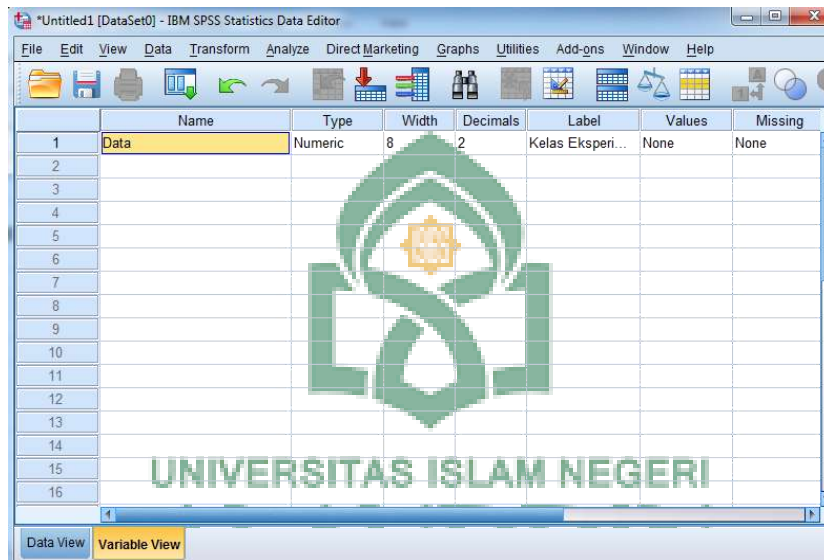 *Untitled1 [DataSet0] - IBM SPSS Statistics Data Editor
File Edit View Data Transform Analyze Direct Marketing Graphs Utilities Add-ons Window Help
Name Type Width Decimals Label Values Missing
1 Data Numeric 8 2 Kelas Eksperi... None None
2
3
4
5
6
7
8
9
10
11
12
13
14
15
16
UNIVERSITAS ISLAM NEGERI
Data View Variable View